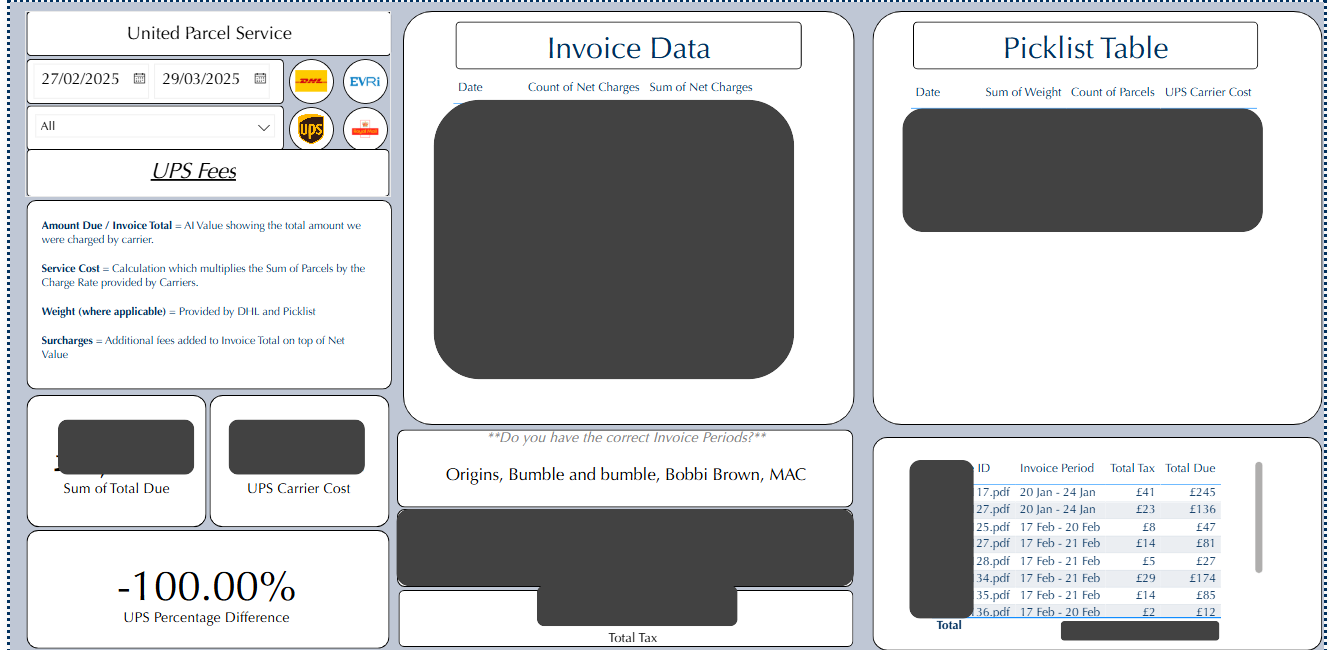 United Parcel Service
27/02/2025 29/03/2025
DHL EVRi
All
ups Royal Mail
UPS Fees
Amount Due / Invoice Total = AI Value showing the total amount we
were charged by carrier.
Service Cost = Calculation which multiplies the Sum of Parcels by the
Charge Rate provided by Carriers.
Weight (where applicable) = Provided by DHL and Picklist
Surcharges = Additional fees added to Invoice Total on top of Net
Value
Sum of Total Due
UPS Carrier Cost
-100.00%
UPS Percentage Difference
Invoice Data
Date Count of Net Charges Sum of Net Charges
**Do you have the correct Invoice Periods?**
Origins, Bumble and bumble, Bobbi Brown, MAC
Total Tax
Picklist Table
Date Sum of Weight Count of Parcels UPS Carrier Cost
ID Invoice Period Total Tax Total Due
17.pdf 20 Jan - 24 Jan £41 £245
27.pdf 20 Jan - 24 Jan £23 £136
25.pdf 17 Feb - 20 Feb £8 £47
27.pdf 17 Feb - 21 Feb £14 £81
28.pdf 17 Feb - 21 Feb £5 £27
34.pdf 17 Feb - 21 Feb £29 £174
35.pdf 17 Feb - 21 Feb £14 £85
36.pdf 17 Feb - 20 Feb £2 £12
Total